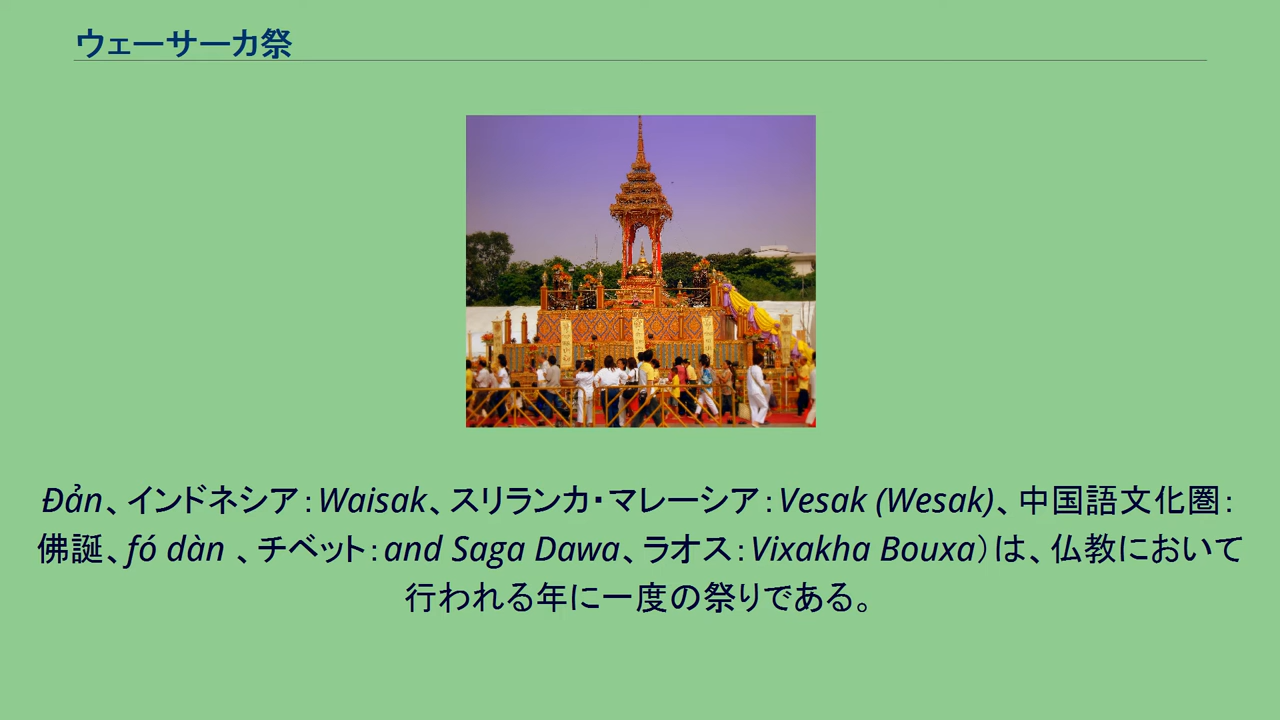 ウェーサーカ祭
Đản、インドネシア：Waisak、スリランカ・マレーシア：Vesak (Wesak)、中国語文化圏：
佛誕、fó dàn 、チベット：and Saga Dawa、ラオス：Vixakha Bouxa）は、仏教において
行われる年に一度の祭りである。